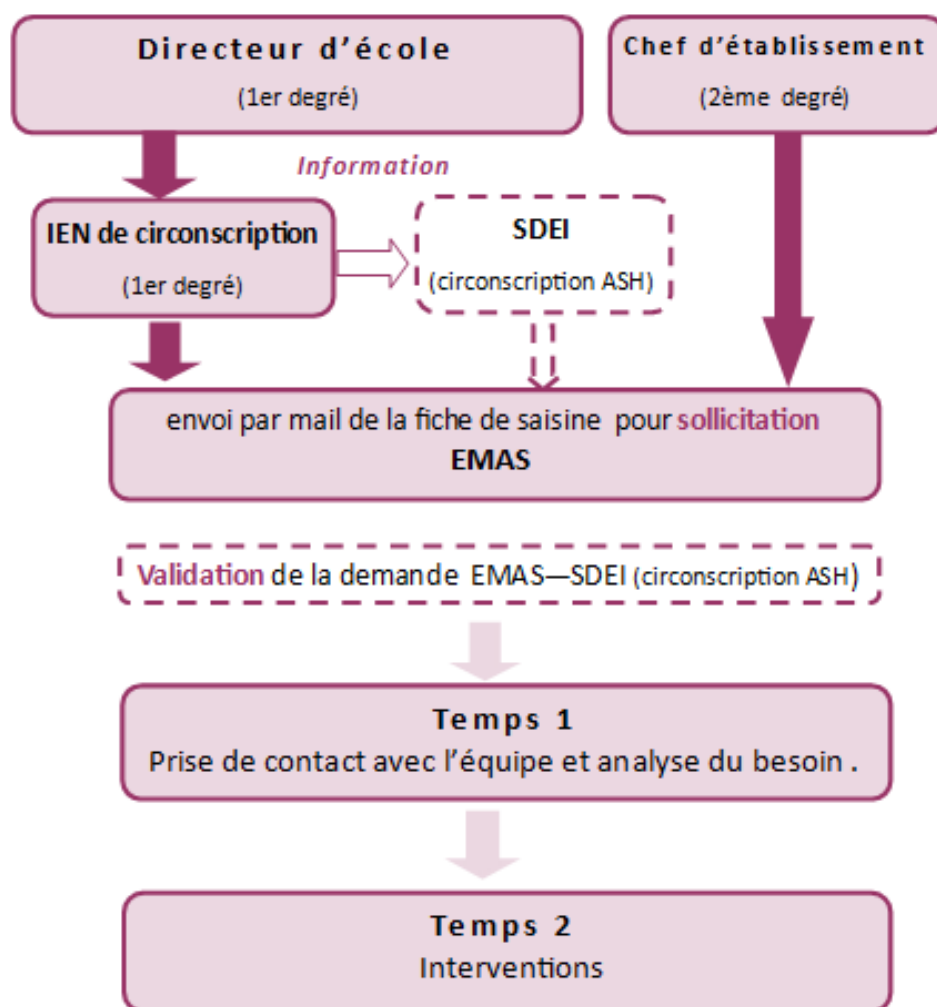 Directeur d’école
(1er degré)
Chef d’établissement
(2ème degré)
Information
IEN de circonscription
(1er degré)
SDEI
(circonscription ASH)
envoi par mail de la fiche de saisine pour sollicitation
EMAS
Validation de la demande EMAS—SDEI (circonscription ASH)
Temps 1
Prise de contact avec l’équipe et analyse du besoin .
Temps 2
Interventions